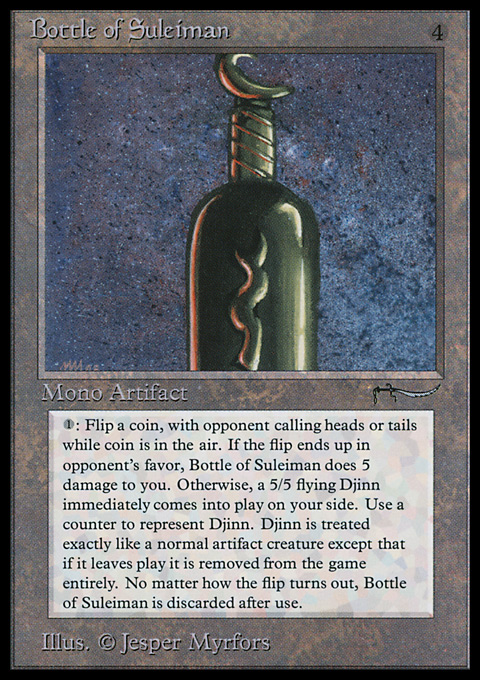 Bottle of Suleiman 4
Mono Artifact
①: Flip a coin, with opponent calling heads or tails
while coin is in the air. If the flip ends up in
opponent's favor, Bottle of Suleiman does 5
damage to you. Otherwise, a 5/5 flying Djinn
immediately comes into play on your side. Use a
counter to represent Djinn. Djinn is treated
exactly like a normal artifact creature except that
if it leaves play it is removed from the game
entirely. No matter how the flip turns out, Bottle
of Suleiman is discarded after use.
Illus. © Jesper Myrfors